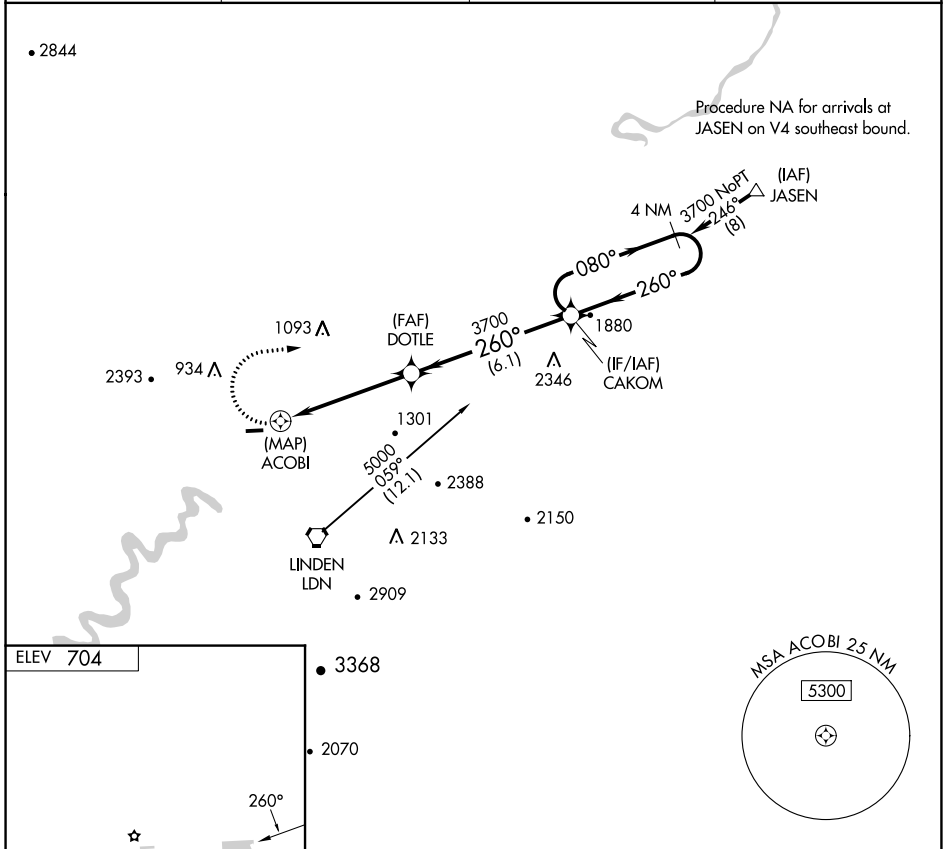 2844
Procedure NA for arrivals at
JASEN on V4 southeast bound.
(IAF)
JASEN
3700 NoPT
246°
(8)
4 NM
080°
260°
1880
(IF/IAF)
CAKOM
3700
260°
(6.1)
2346
(FAF)
DOTLE
1093
934
2393
(MAP)
ACOBI
1301
5000
059°
(12.1)
2388
2150
2133
LINDEN
LDN
2909
ELEV 704
3368
2070
260°
MSA ACOBI 25 NM
5300